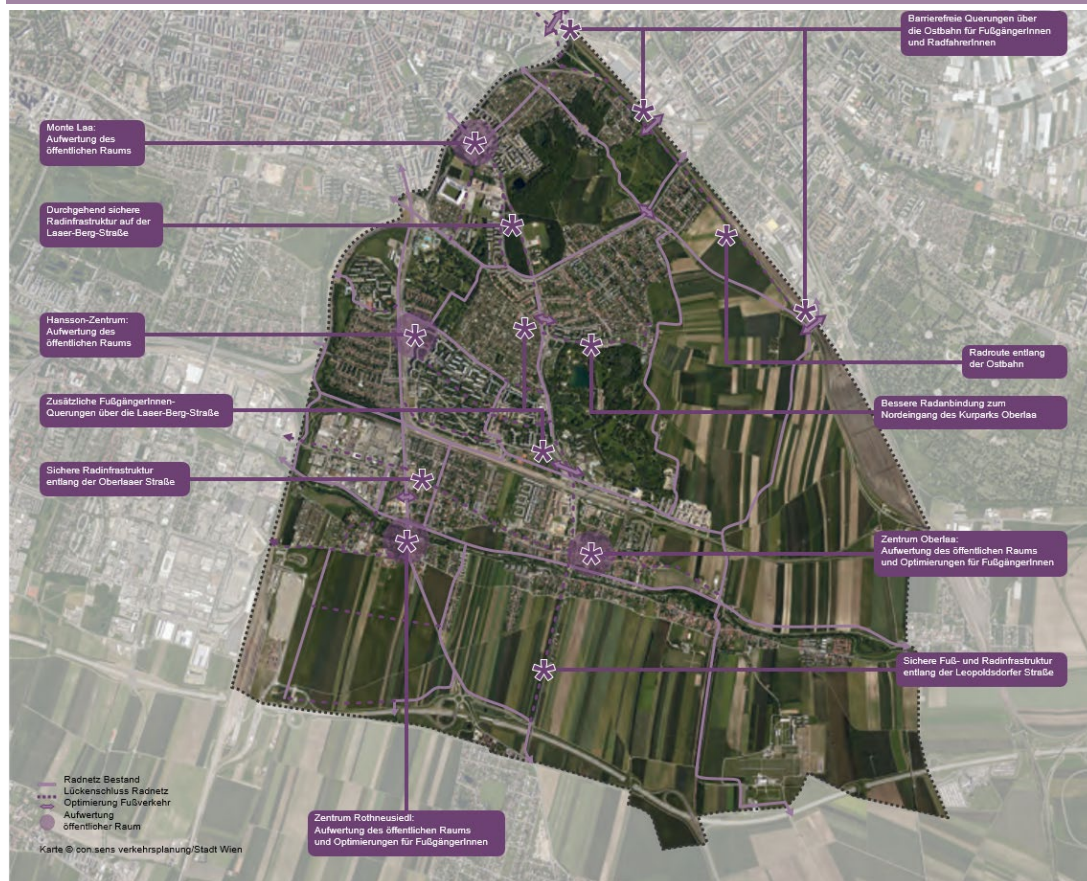 Barrierefreie Querungen über
die Ostbahn für FußgängerInnen
und RadfahrerInnen
Monte Laa:
Aufwertung des
öffentlichen Raums
Durchgehend sichere
Radinfrastruktur auf der
Laaer-Berg-Straße
Hansson-Zentrum:
Aufwertung des
öffentlichen Raums
Radroute entlang
der Ostbahn
Zusätzliche FußgängerInnen-
Querungen über die Laaer-Berg-Straße
Bessere Radanbindung zum
Nordeingang des Kurparks Oberlaa
Sichere Radinfrastruktur
entlang der Oberlaaer Straße
Zentrum Oberlaa:
Aufwertung des öffentlichen Raums
und Optimierungen für FußgängerInnen
Sichere Fuß- und Radinfrastruktur
entlang der Leopoldsdorfer Straße
Radnetz Bestand
Lückenschluss Radnetz
Optimierung Fußverkehr
Aufwertung
öffentlicher Raum
Karte © con.sens verkehrsplanung/Stadt Wien
Zentrum Rothneusiedl:
Aufwertung des öffentlichen Raums
und Optimierungen für FußgängerInnen